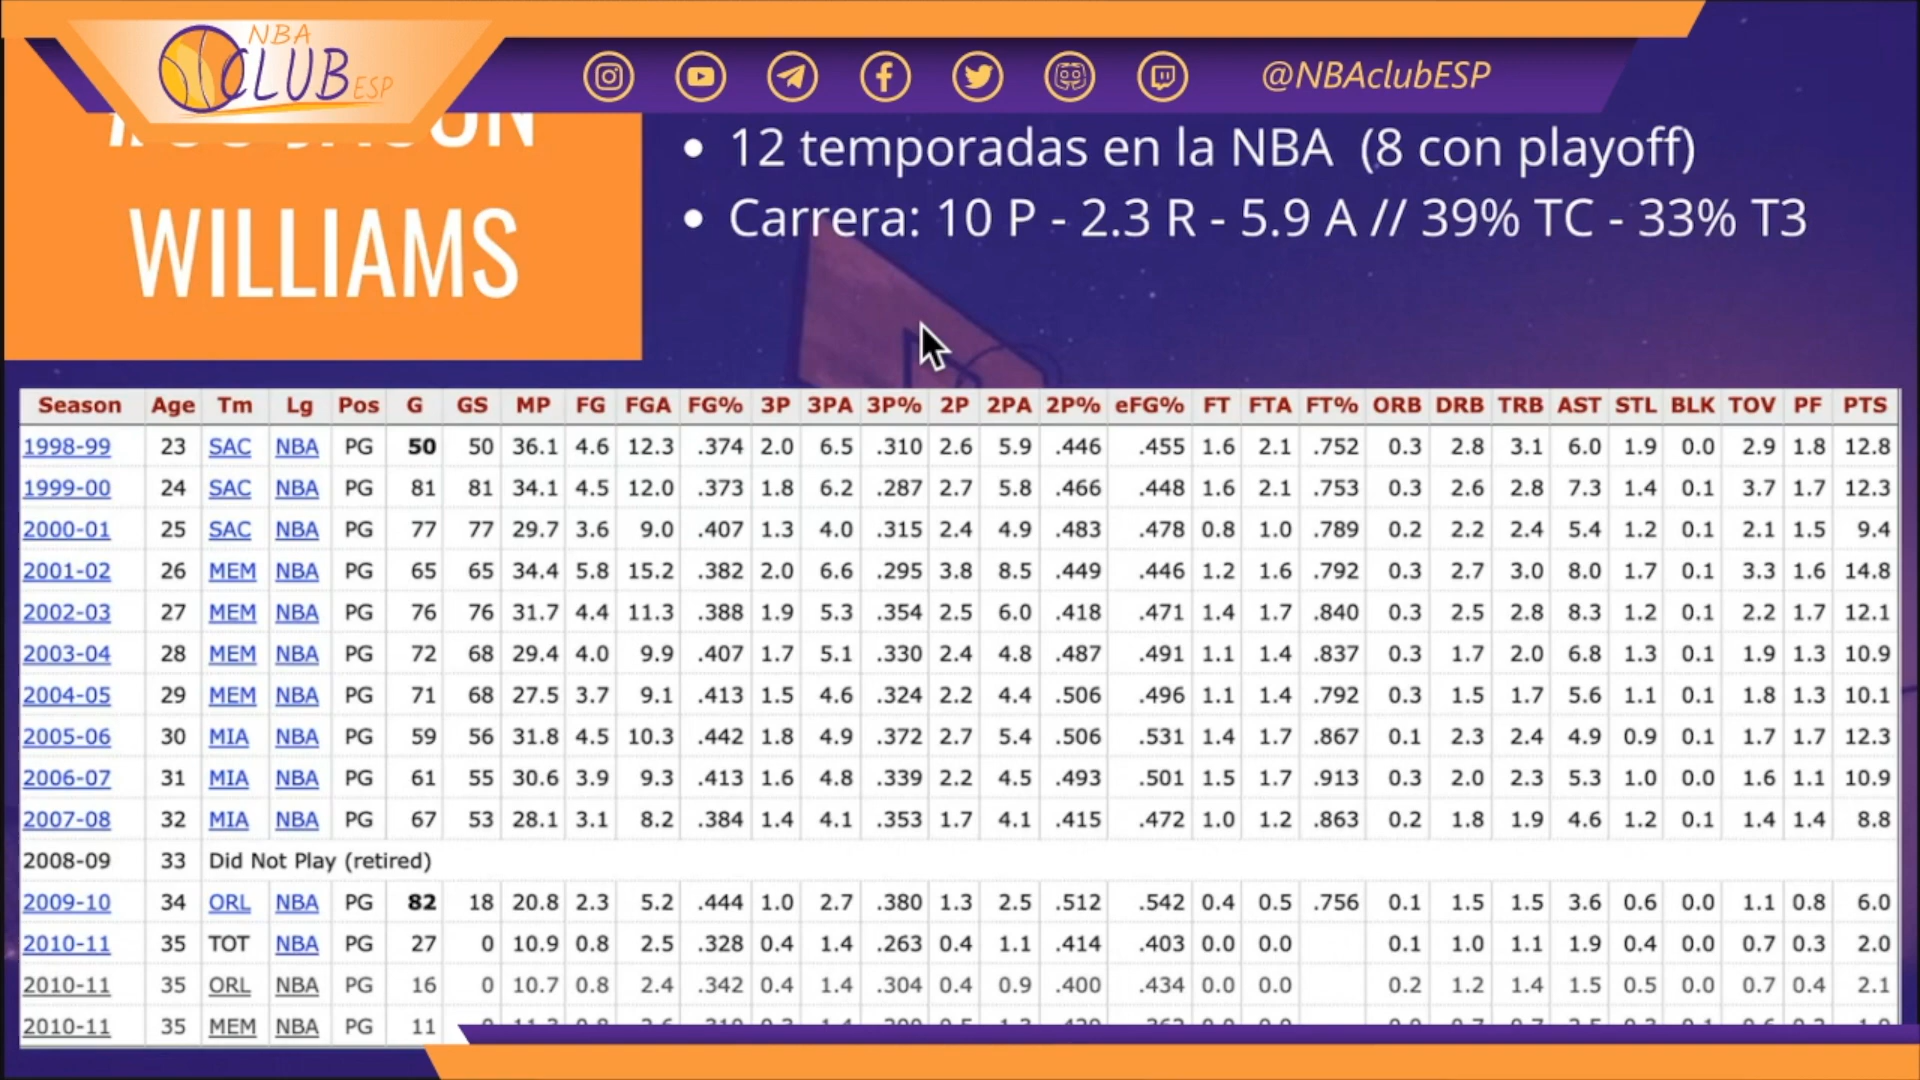 NBA
CLUB ESP
@NBAclubESP
WILLIAMS
• 12 temporadas en la NBA (8 con playoff)
• Carrera: 10 P - 2.3 R - 5.9 A // 39% TC - 33% T3
Season Age Tm Lg Pos G GS MP FG FGA FG% 3P 3PA 3P% 2P 2PA 2P% eFG% FT FTA FT% ORB DRB TRB AST STL BLK TOV PF PTS
1998-99 23 SAC NBA PG 50 50 36.1 4.6 12.3 .374 2.0 6.5 .310 2.6 5.9 .446 .455 1.6 2.1 .752 0.3 2.8 3.1 6.0 1.9 0.0 2.9 1.8 12.8
1999-00 24 SAC NBA PG 81 81 34.1 4.5 12.0 .373 1.8 6.2 .287 2.7 5.8 .466 .448 1.6 2.1 .753 0.3 2.6 2.8 7.3 1.4 0.1 3.7 1.7 12.3
2000-01 25 SAC NBA PG 77 77 29.7 3.6 9.0 .407 1.3 4.0 .315 2.4 4.9 .483 .478 0.8 1.0 .789 0.2 2.2 2.4 5.4 1.2 0.1 2.1 1.5 9.4
2001-02 26 MEM NBA PG 65 65 34.4 5.8 15.2 .382 2.0 6.6 .295 3.8 8.5 .449 .446 1.2 1.6 .792 0.3 2.7 3.0 8.0 1.7 0.1 3.3 1.6 14.8
2002-03 27 MEM NBA PG 76 76 31.7 4.4 11.3 .388 1.9 5.3 .354 2.5 6.0 .418 .471 1.4 1.7 .840 0.3 2.5 2.8 8.3 1.2 0.1 2.2 1.7 12.1
2003-04 28 MEM NBA PG 72 68 29.4 4.0 9.9 .407 1.7 5.1 .330 2.4 4.8 .487 .491 1.1 1.4 .837 0.3 1.7 2.0 6.8 1.3 0.1 1.9 1.3 10.9
2004-05 29 MEM NBA PG 71 68 27.5 3.7 9.1 .413 1.5 4.6 .324 2.2 4.4 .506 .496 1.1 1.4 .792 0.3 1.5 1.7 5.6 1.1 0.1 1.8 1.3 10.1
2005-06 30 MIA NBA PG 59 56 31.8 4.5 10.3 .442 1.8 4.9 .372 2.7 5.4 .506 .531 1.4 1.7 .867 0.1 2.3 2.4 4.9 0.9 0.1 1.7 1.7 12.3
2006-07 31 MIA NBA PG 61 55 30.6 3.9 9.3 .413 1.6 4.8 .339 2.2 4.5 .493 .501 1.5 1.7 .913 0.3 2.0 2.3 5.3 1.0 0.0 1.6 1.1 10.9
2007-08 32 MIA NBA PG 67 53 28.1 3.1 8.2 .384 1.4 4.1 .353 1.7 4.1 .415 .472 1.0 1.2 .863 0.2 1.8 1.9 4.6 1.2 0.1 1.4 1.4 8.8
2008-09 33 Did Not Play (retired)
2009-10 34 ORL NBA PG 82 18 20.8 2.3 5.2 .444 1.0 2.7 .380 1.3 2.5 .512 .542 0.4 0.5 .756 0.1 1.5 1.5 3.6 0.6 0.0 1.1 0.8 6.0
2010-11 35 TOT NBA PG 27 0 10.9 0.8 2.5 .328 0.4 1.4 .263 0.4 1.1 .414 .403 0.0 0.0 0.1 1.0 1.1 1.9 0.4 0.0 0.7 0.3 2.0
2010-11 35 ORL NBA PG 16 0 10.7 0.8 2.4 .342 0.4 1.4 .304 0.4 0.9 .400 .434 0.0 0.0 0.2 1.2 1.4 1.5 0.5 0.0 0.7 0.4 2.1
2010-11 35 MEM NBA PG 11